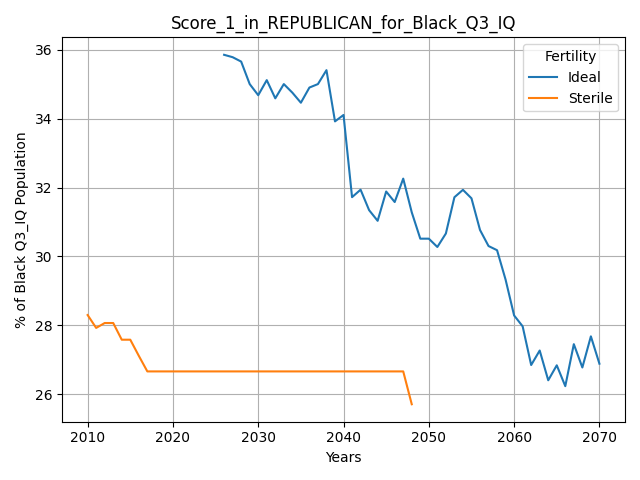 Score_1_in_REPUBLICAN_for_Black_Q3_IQ
Fertility
Ideal
Sterile
% of Black Q3_IQ Population
36
34
32
30
28
26
2010
2020
2030
2040
2050
2060
2070
Years